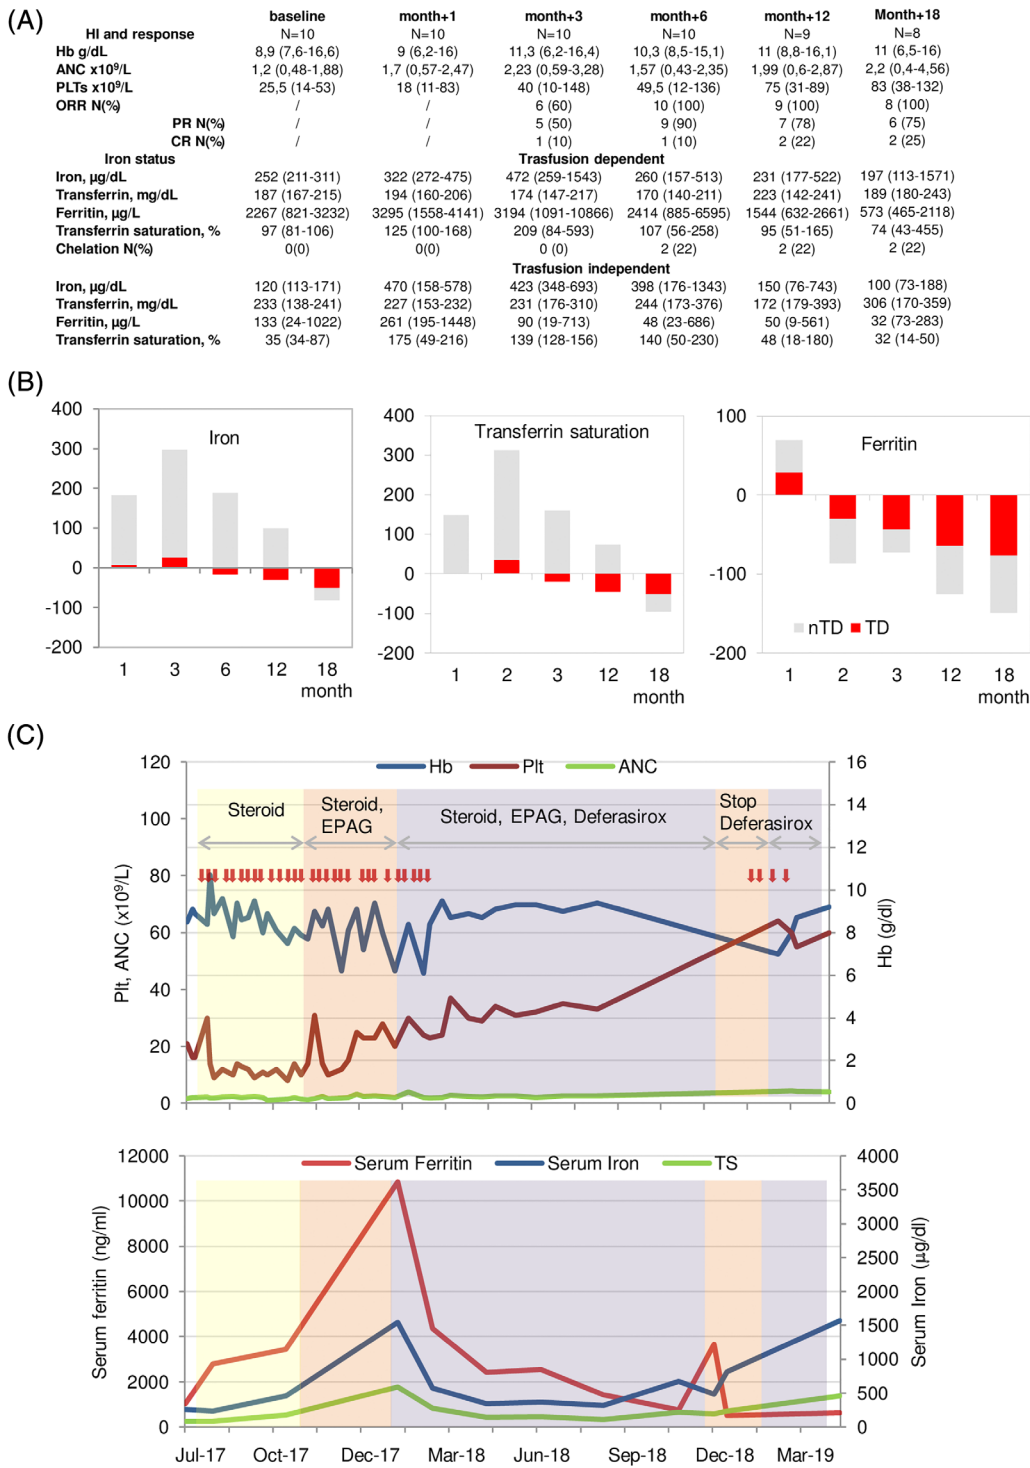 (A)
baseline month+1 month+3 month+6 month+12 Month+18
HI and response N=10 N=10 N=10 N=10 N=9 N=8
Hb g/dL 8,9 (7,6-16,6) 9 (6,2-16) 11,3 (6,2-16,4) 10,3 (8,5-15,1) 11 (8,8-16,1) 11 (6,5-16)
ANC x10⁹/L 1,2 (0,48-1,88) 1,7 (0,57-2,47) 2,23 (0,59-3,28) 1,57 (0,43-2,35) 1,99 (0,6-2,87) 2,2 (0,4-4,56)
PLTs x10⁹/L 25,5 (14-53) 18 (11-83) 40 (10-148) 49,5 (12-136) 75 (31-89) 83 (38-132)
ORR N(%) / / 6 (60) 10 (100) 9 (100) 8 (100)
PR N(%) / / 5 (50) 9 (90) 7 (78) 6 (75)
CR N(%) / / 1 (10) 1 (10) 2 (22) 2 (25)
Iron status Trasfusion dependent
Iron, µg/dL 252 (211-311) 322 (272-475) 472 (259-1543) 260 (157-513) 231 (177-522) 197 (113-1571)
Transferrin, mg/dL 187 (167-215) 194 (160-206) 174 (147-217) 170 (140-211) 223 (142-241) 189 (180-243)
Ferritin, µg/L 2267 (821-3232) 3295 (1558-4141) 3194 (1091-10866) 2414 (885-6595) 1544 (632-2661) 573 (465-2118)
Transferrin saturation, % 97 (81-106) 125 (100-168) 209 (84-593) 107 (56-258) 95 (51-165) 74 (43-455)
Chelation N(%) 0(0) 0(0) 0 (0) 2 (22) 2 (22) 2 (22)
Trasfusion independent
Iron, µg/dL 120 (113-171) 470 (158-578) 423 (348-693) 398 (176-1343) 150 (76-743) 100 (73-188)
Transferrin, mg/dL 233 (138-241) 227 (153-232) 231 (176-310) 244 (173-376) 172 (179-393) 306 (170-359)
Ferritin, µg/L 133 (24-1022) 261 (195-1448) 90 (19-713) 48 (23-686) 50 (9-561) 32 (73-283)
Transferrin saturation, % 35 (34-87) 175 (49-216) 139 (128-156) 140 (50-230) 48 (18-180) 32 (14-50)
(B)
Iron
400
300
200
100
0
-100
-200
1 3 6 12 18
month
Transferrin saturation
400
300
200
100
0
-100
-200
1 2 3 12 18
month
Ferritin
100
0
-100
-200
nTD TD
1 2 3 12 18
month
(C)
Hb Plt ANC
Steroid
Steroid,
EPAG
Steroid, EPAG, Deferasirox
Stop
Deferasirox
120
100
80
60
40
20
0
Plt, ANC (x10⁹/L)
16
14
12
10
8
6
4
2
0
Hb (g/dl)
Serum Ferritin Serum Iron TS
12000
10000
8000
6000
4000
2000
0
Serum ferritin (ng/ml)
4000
3500
3000
2500
2000
1500
1000
500
0
Serum Iron (µg/dl)
Jul-17 Oct-17 Dec-17 Mar-18 Jun-18 Sep-18 Dec-18 Mar-19